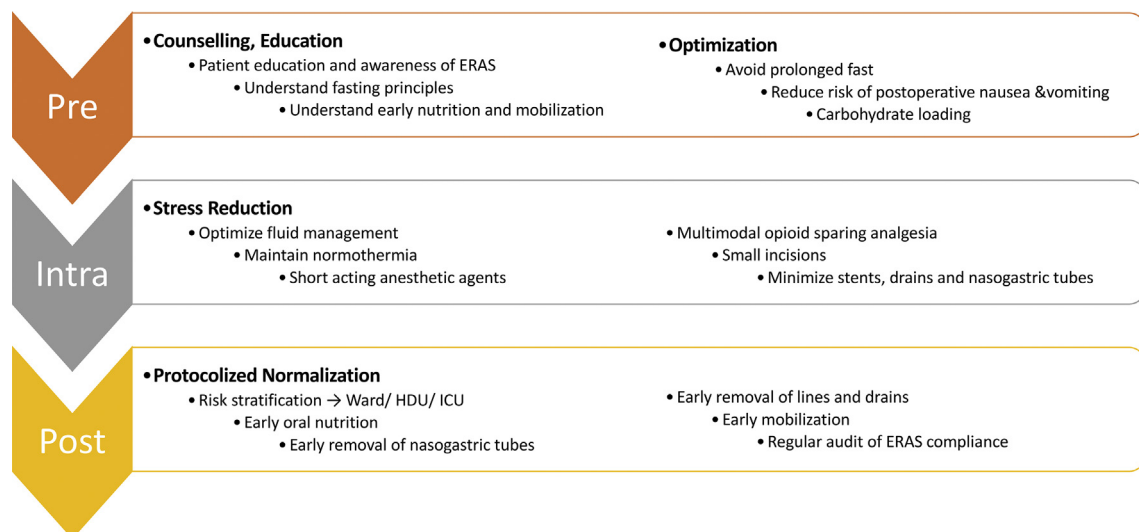 Pre
• Counselling, Education
• Patient education and awareness of ERAS
• Understand fasting principles
• Understand early nutrition and mobilization
• Optimization
• Avoid prolonged fast
• Reduce risk of postoperative nausea &vomiting
• Carbohydrate loading
Intra
• Stress Reduction
• Optimize fluid management
• Maintain normothermia
• Short acting anesthetic agents
• Multimodal opioid sparing analgesia
• Small incisions
• Minimize stents, drains and nasogastric tubes
Post
• Protocolized Normalization
• Risk stratification → Ward/ HDU/ ICU
• Early oral nutrition
• Early removal of nasogastric tubes
• Early removal of lines and drains
• Early mobilization
• Regular audit of ERAS compliance